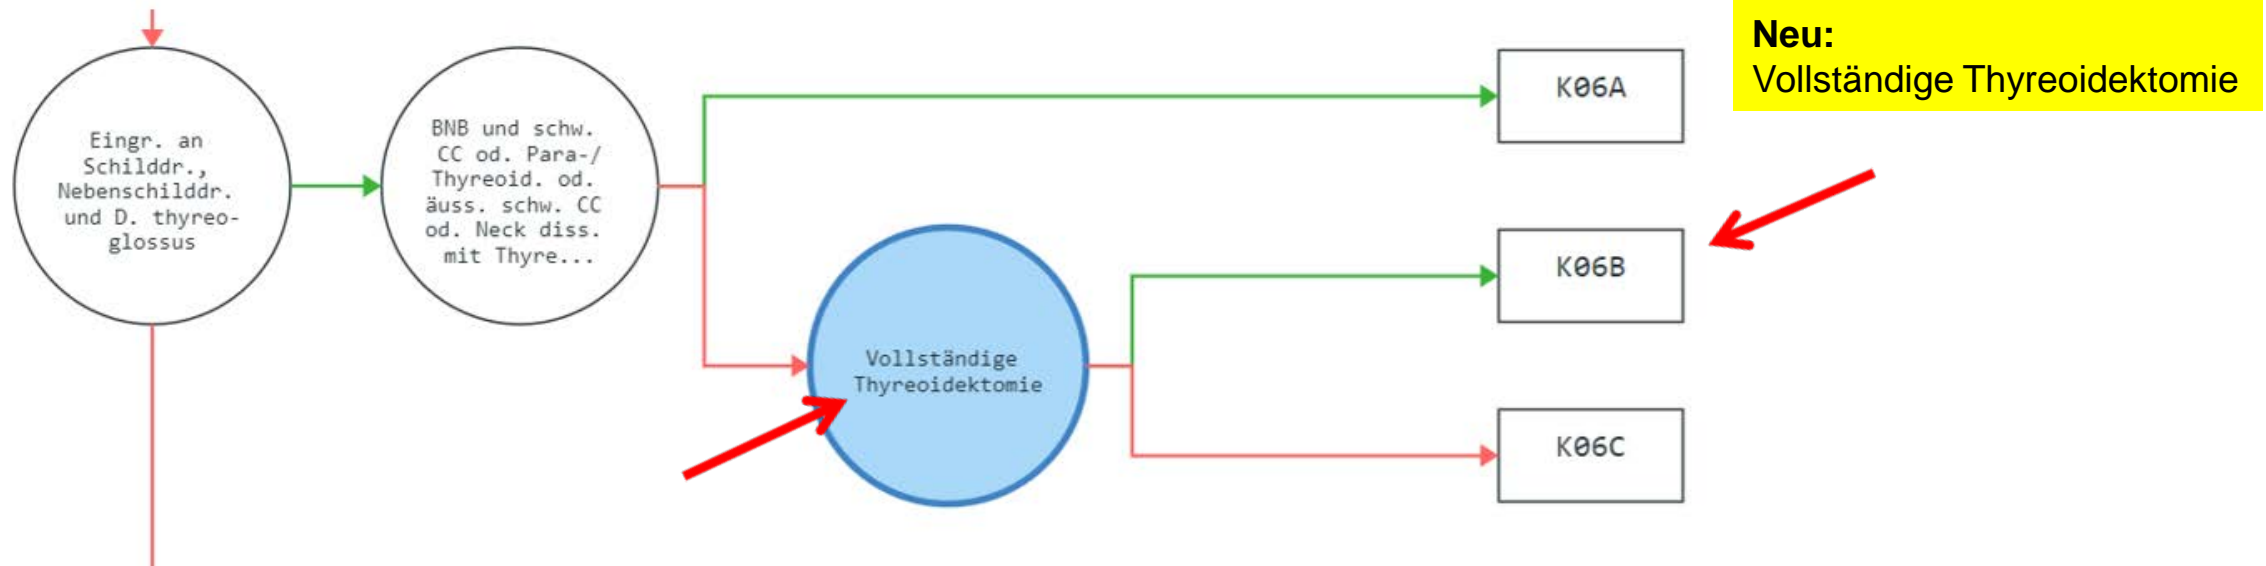 Eingr. an
Schilddr.,
Nebenschilddr.
und D. thyreo-
glossus
BNB und schw.
CC od. Para-/
Thyreoid. od.
äuss. schw. CC
od. Neck diss.
mit Thyre...
Vollständige
Thyreoidektomie
K06A
K06B
K06C
Neu:
Vollständige Thyreoidektomie